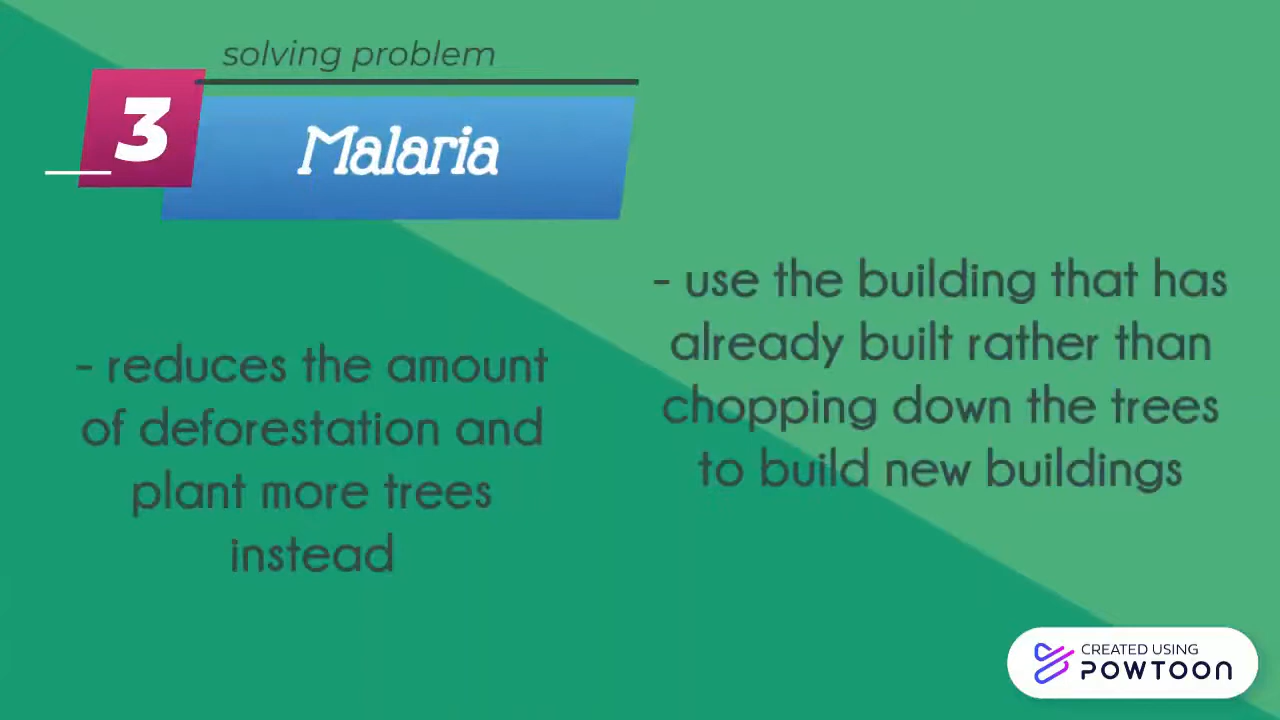 solving problem
3
Malaria
- reduces the amount
of deforestation and
plant more trees
instead
- use the building that has
already built rather than
chopping down the trees
to build new buildings
CREATED USING
POWTOON